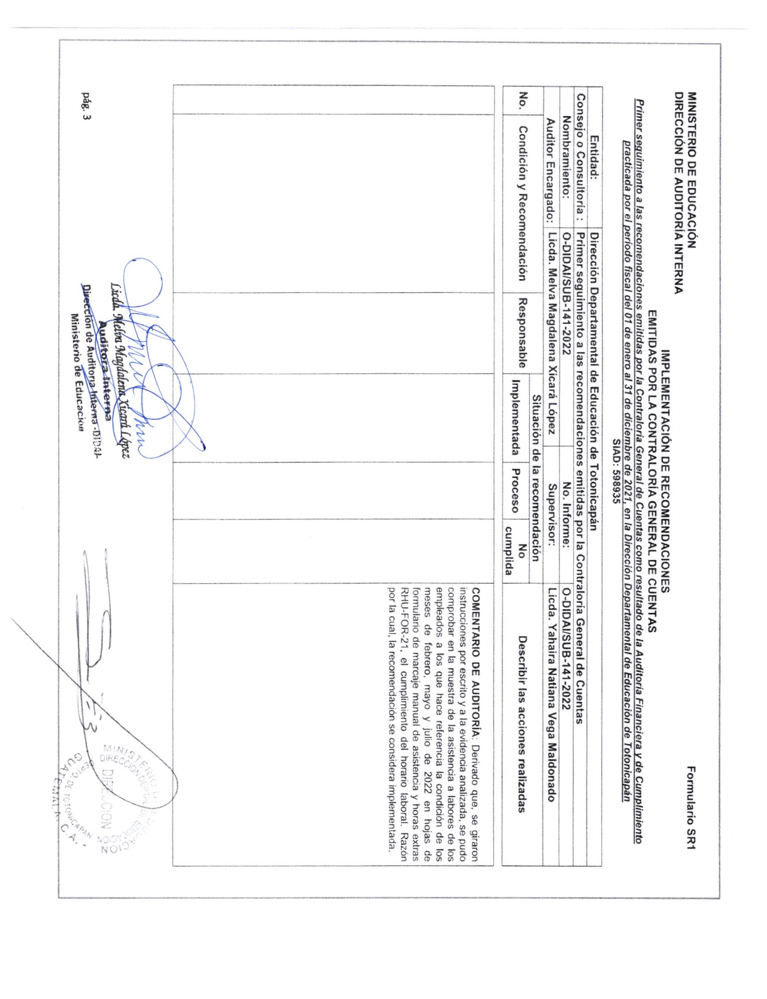 MINISTERIO DE EDUCACIÓN
DIRECCIÓN DE AUDITORÍA INTERNA
Formulario SR1
IMPLEMENTACIÓN DE RECOMENDACIONES
EMITIDAS POR LA CONTRALORÍA GENERAL DE CUENTAS
Primer seguimiento a las recomendaciones emitidas por la Contraloría General de Cuentas como resultado de la Auditoría Financiera y de Cumplimiento
practicada por el período fiscal del 01 de enero al 31 de diciembre de 2021, en la Dirección Departamental de Educación de Totonicapán
SIAD: 598935
Entidad: Dirección Departamental de Educación de Totonicapán
Consejo o Consultoría : Primer seguimiento a las recomendaciones emitidas por la Contraloría General de Cuentas
Nombramiento: O-DIDAI/SUB-141-2022 No. Informe: O-DIDAI/SUB-141-2022
Auditor Encargado: Licda. Melva Magdalena Xicará López Supervisor: Licda. Yahaira Natiana Vega Maldonado
No. Condición y Recomendación Responsable Situación de la recomendación Describir las acciones realizadas
Implementada Proceso No cumplida
COMENTARIO DE AUDITORÍA: Derivado que, se giraron
instrucciones por escrito y a la evidencia analizada, se pudo
comprobar en la muestra de la asistencia a labores de los
empleados a los que hace referencia la condición de los
meses de febrero, mayo y julio de 2022 en hojas de
formulario de marcaje manual de asistencia y horas extras
RHU-FOR-21, el cumplimiento del horario laboral. Razón
por la cual, la recomendación se considera implementada.
Licda. Melva Magdalena Xicará López
Auditora Interna
Dirección de Auditoria Interna -DIDAI-
Ministerio de Educación
MINISTERIO DE EDUCACION
DIRECCION DEPTAL. DE EDUCACION
DIRECCION
DEPTO. DE TOTONICAPAN
GUATEMALA, C.A.
pág. 3